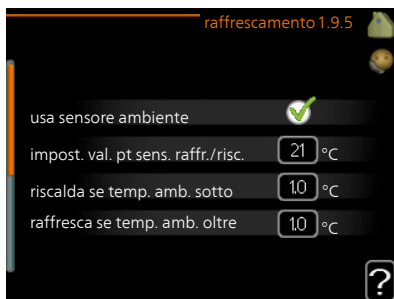 raffrescamento 1.9.5
usa sensore ambiente
impost. val. pt sens. raffr./risc. 21 °C
riscalda se temp. amb. sotto 1.0 °C
raffresca se temp. amb. oltre 1.0 °C
?